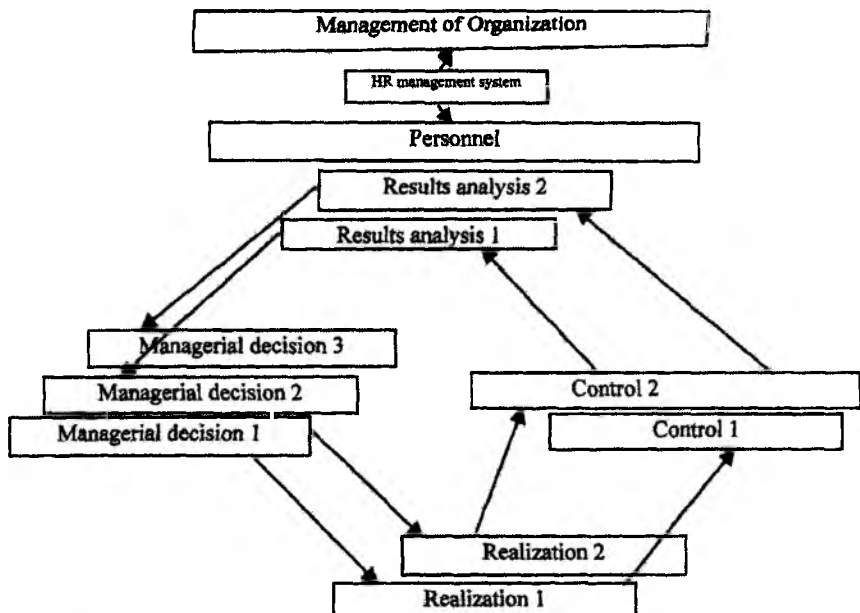 Management of Organization
HR management system
Personnel
Results analysis 2
Results analysis 1
Managerial decision 3
Managerial decision 2
Managerial decision 1
Control 2
Control 1
Realization 2
Realization 1